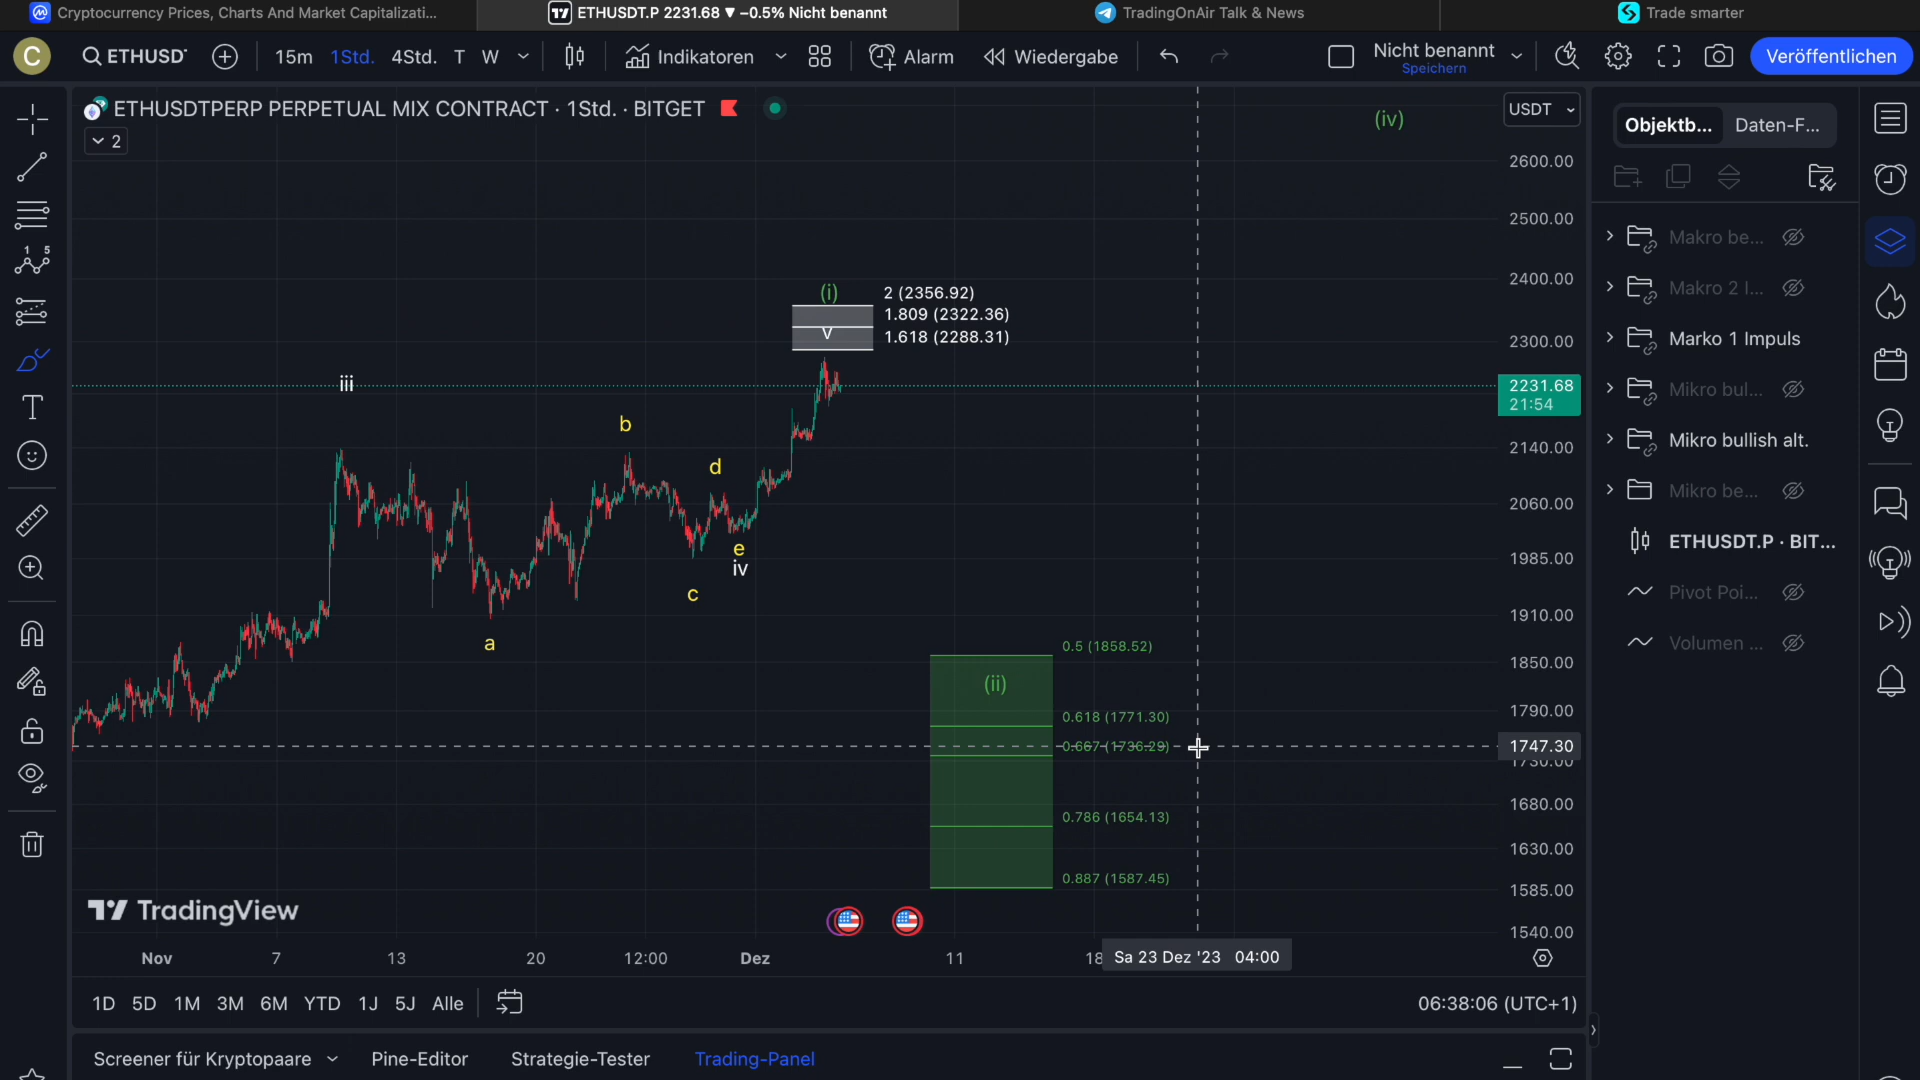 Cryptocurrency Prices, Charts And Market Capitalizati...
ETHUSDT.P 2231.68 ▼ −0.5% Nicht benannt
TradingOnAir Talk & News
Trade smarter
C
ETHUSDT
15m
1Std.
4Std.
T
W
Indikatoren
Alarm
Wiedergabe
Nicht benannt
Speichern
Veröffentlichen
ETHUSDTPERP PERPETUAL MIX CONTRACT · 1Std. · BITGET
2
USDT
(iv)
2600.00
2500.00
2400.00
2300.00
2231.68
21:54
2140.00
2060.00
1985.00
1910.00
1850.00
1790.00
1747.30
1730.00
1680.00
1630.00
1585.00
1540.00
(i)
v
2 (2356.92)
1.809 (2322.36)
1.618 (2288.31)
iii
b
d
e
iv
c
a
0.5 (1858.52)
(ii)
0.618 (1771.30)
0.667 (1736.29)
0.786 (1654.13)
0.887 (1587.45)
TradingView
Nov
7
13
20
12:00
Dez
11
18
Sa 23 Dez '23 04:00
1D
5D
1M
3M
6M
YTD
1J
5J
Alle
06:38:06 (UTC+1)
Screener für Kryptopaare
Pine-Editor
Strategie-Tester
Trading-Panel
Objektb...
Daten-F...
Makro be...
Makro 2 I...
Marko 1 Impuls
Mikro bul...
Mikro bullish alt.
Mikro be...
ETHUSDT.P · BIT...
Pivot Poi...
Volumen ...